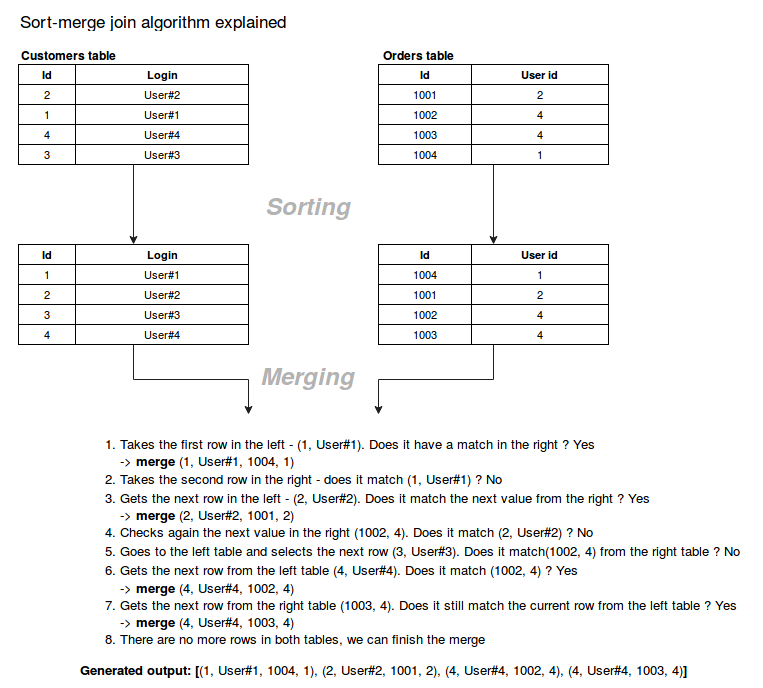 Sort-merge join algorithm explained
Customers table
Orders table
Id Login
2 User#2
1 User#1
4 User#4
3 User#3
Id User id
1001 2
1002 4
1003 4
1004 1
Sorting
Id Login
1 User#1
2 User#2
3 User#3
4 User#4
Id User id
1004 1
1001 2
1002 4
1003 4
Merging
1. Takes the first row in the left - (1, User#1). Does it have a match in the right ? Yes
-> merge (1, User#1, 1004, 1)
2. Takes the second row in the right - does it match (1, User#1) ? No
3. Gets the next row in the left - (2, User#2). Does it match the next value from the right ? Yes
-> merge (2, User#2, 1001, 2)
4. Checks again the next value in the right (1002, 4). Does it match (2, User#2) ? No
5. Goes to the left table and selects the next row (3, User#3). Does it match(1002, 4) from the right table ? No
6. Gets the next row from the left table (4, User#4). Does it match (1002, 4) ? Yes
-> merge (4, User#4, 1002, 4)
7. Gets the next row from the right table (1003, 4). Does it still match the current row from the left table ? Yes
-> merge (4, User#4, 1003, 4)
8. There are no more rows in both tables, we can finish the merge
Generated output: [(1, User#1, 1004, 1), (2, User#2, 1001, 2), (4, User#4, 1002, 4), (4, User#4, 1003, 4)]